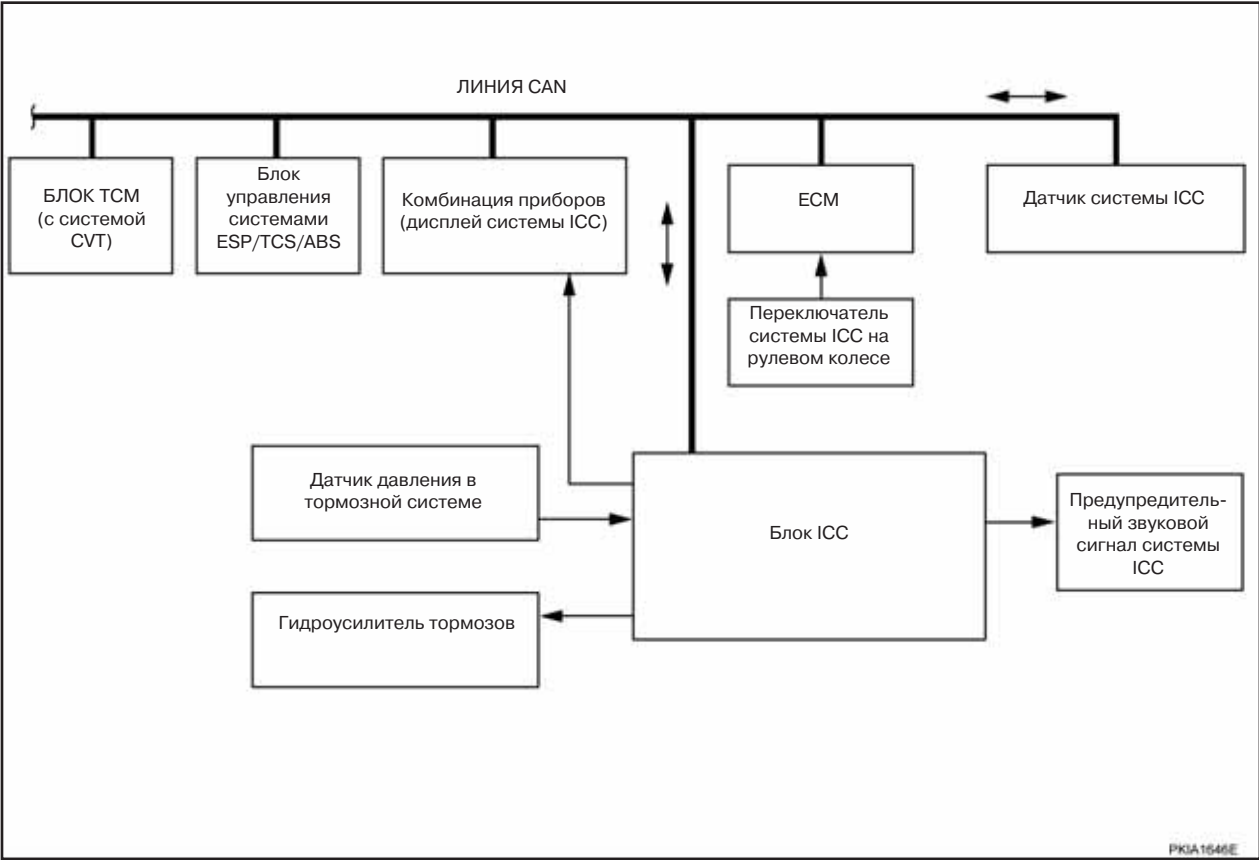 ЛИНИЯ CAN
БЛОК TCM
(с системой
CVT)
Блок
управления
системами
ESP/TCS/ABS
Комбинация приборов
(дисплей системы ICC)
ECM
Датчик системы ICC
Переключатель
системы ICC на
рулевом колесе
Датчик давления в
тормозной системе
Блок ICC
Предупредитель-
ный звуковой
сигнал системы
ICC
Гидроусилитель тормозов
PKIA1646E